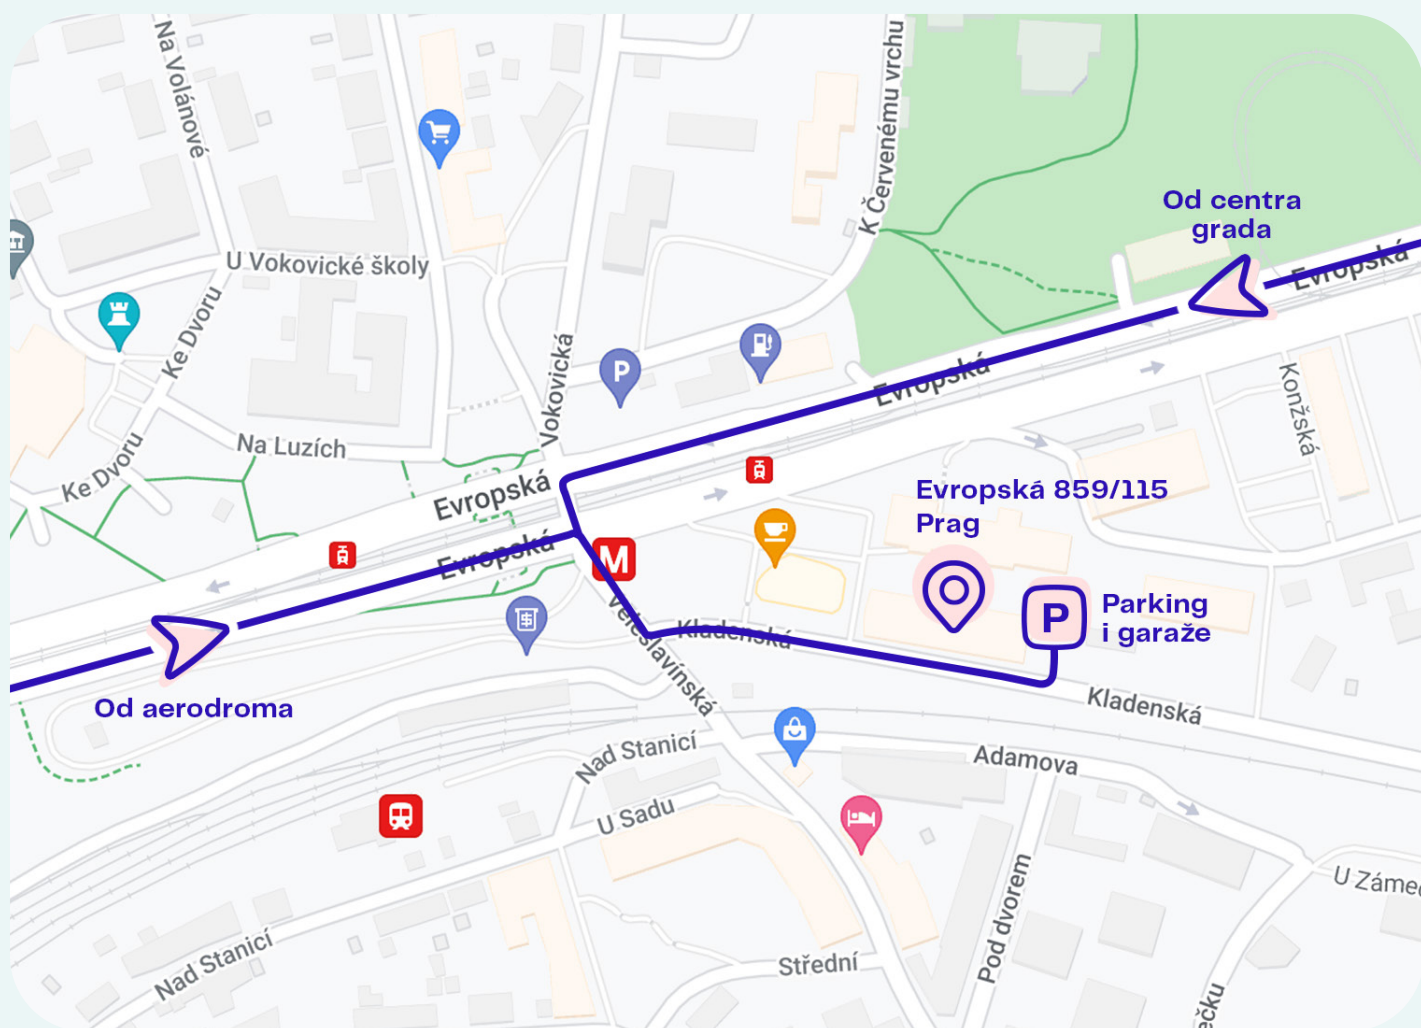 Na Volánové
K Červenému vrchu
Od centra
grada
U Vokovické školy
Evropská
Ke Dvoru
Vokovická
P
Evropská
Konžská
Na Luzích
Ke Dvoru
Evropská
Evropská 859/115
Prag
Evropská
M
Veleslavínská
Kladenská
P
Parking
i garaže
Od aerodroma
Kladenská
Nad Stanicí
Adamova
U Sadu
U Zámeč
Pod dvorem
Nad Stanicí
Střední
ečku